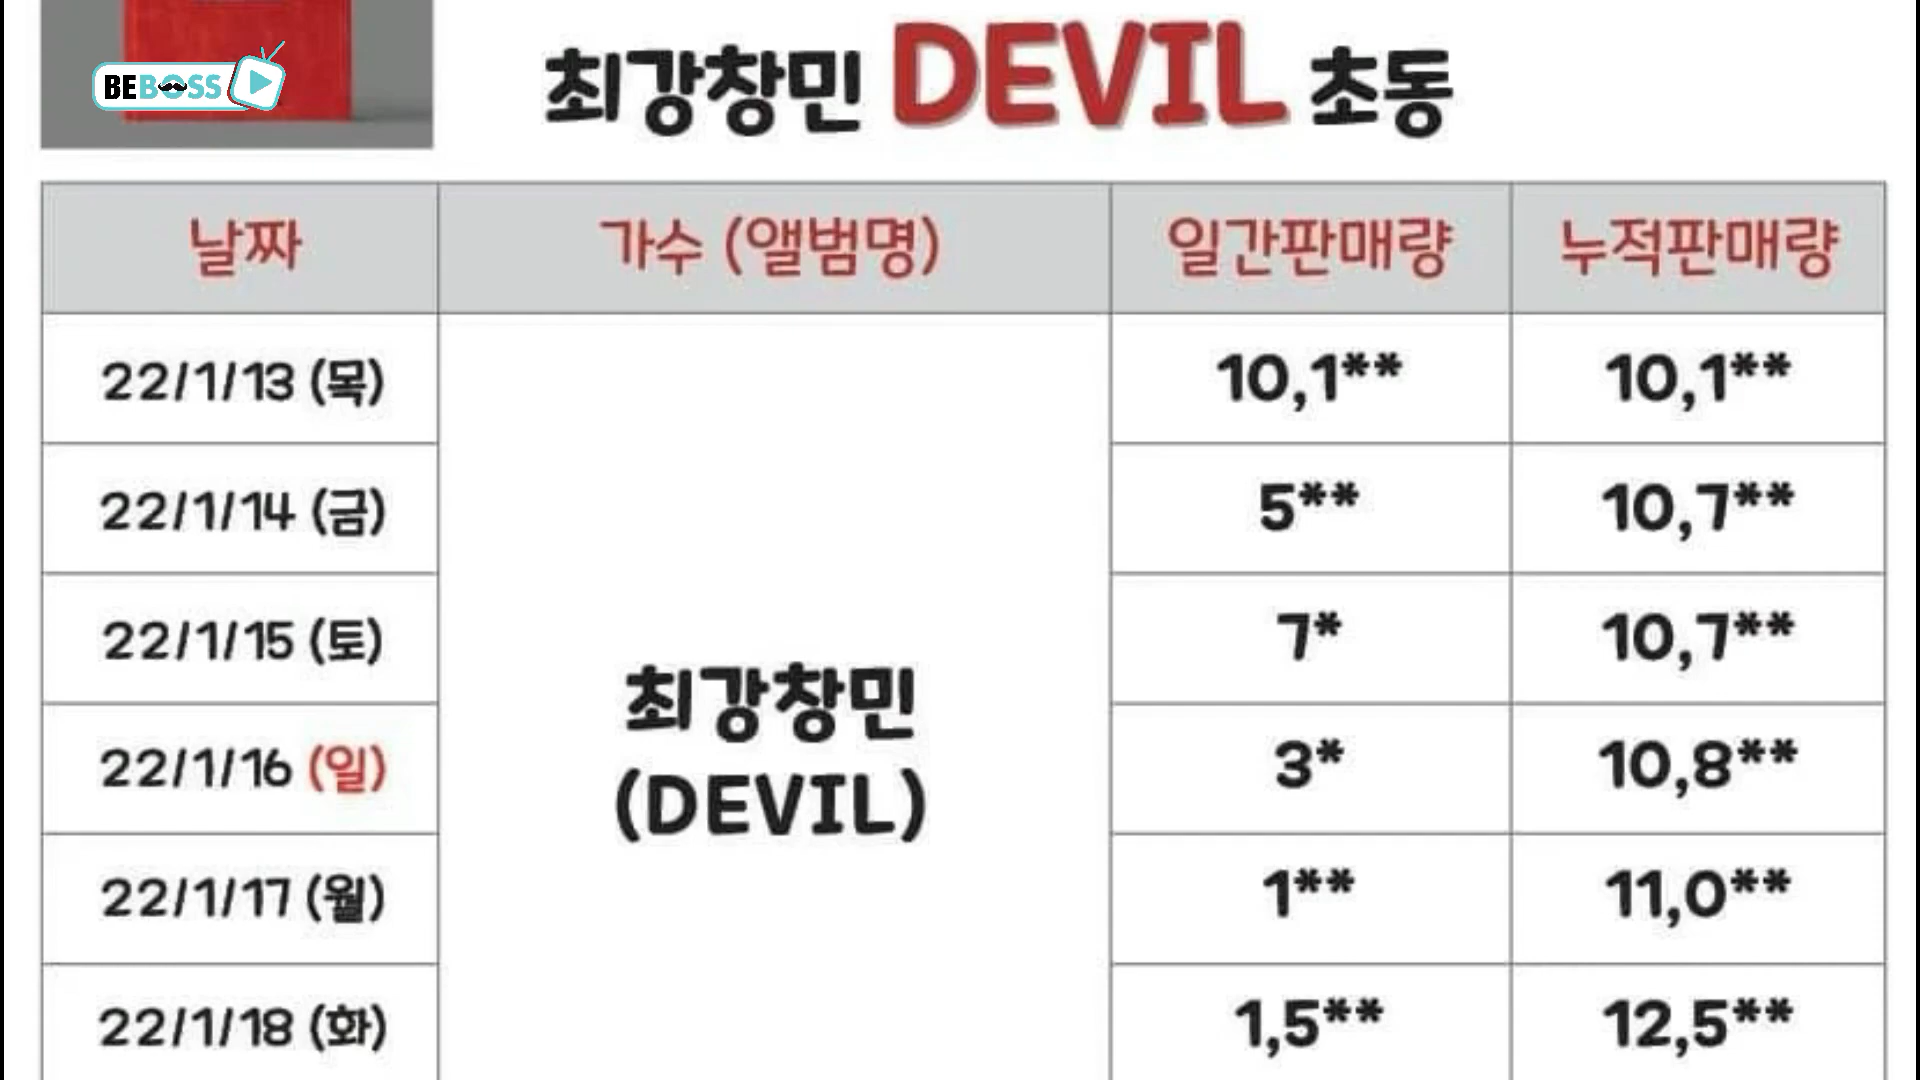 BEBOSS
최강창민 DEVIL 초동
날짜 가수 (앨범명) 일간판매량 누적판매량
22/1/13 (목) 10,1** 10,1**
22/1/14 (금) 5** 10,7**
22/1/15 (토) 7* 10,7**
최강창민
22/1/16 (일) 3* 10,8**
(DEVIL)
22/1/17 (월) 1** 11,0**
22/1/18 (화) 1,5** 12,5**